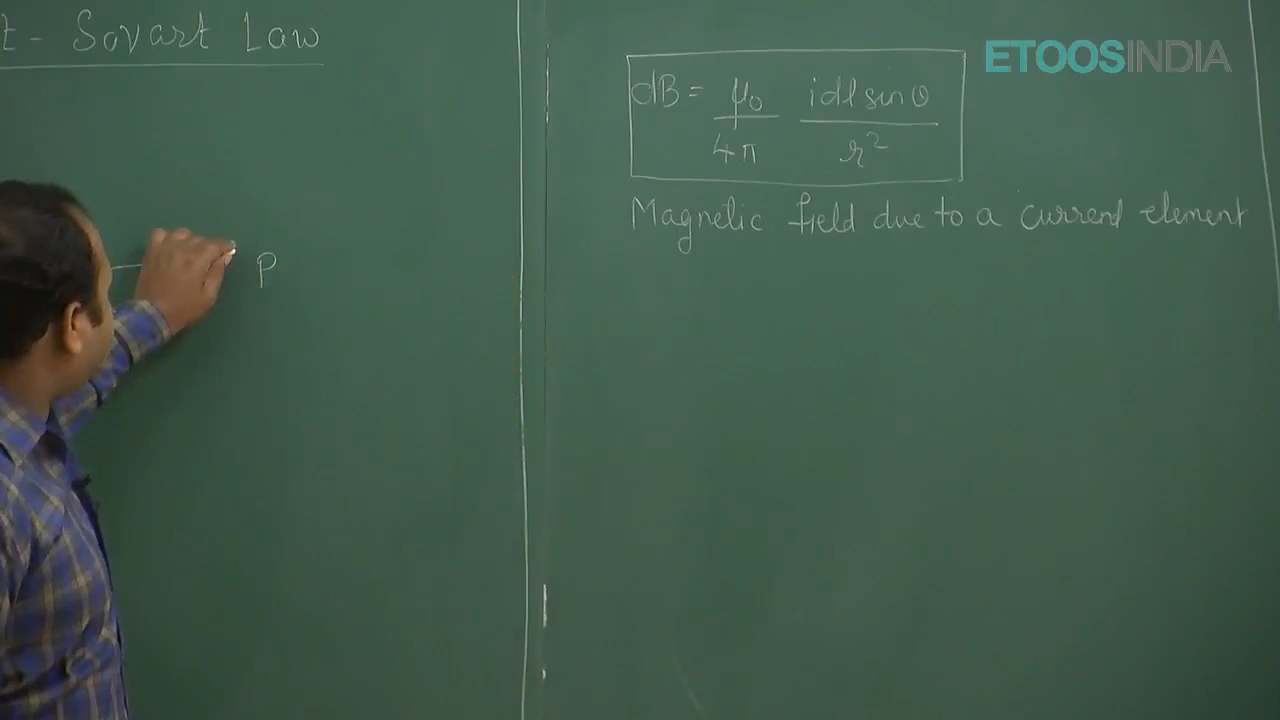 t - Savart Law
P
dB = μ₀/4π idl sin θ/r²
Magnetic field due to a current element
ETOOSINDIA